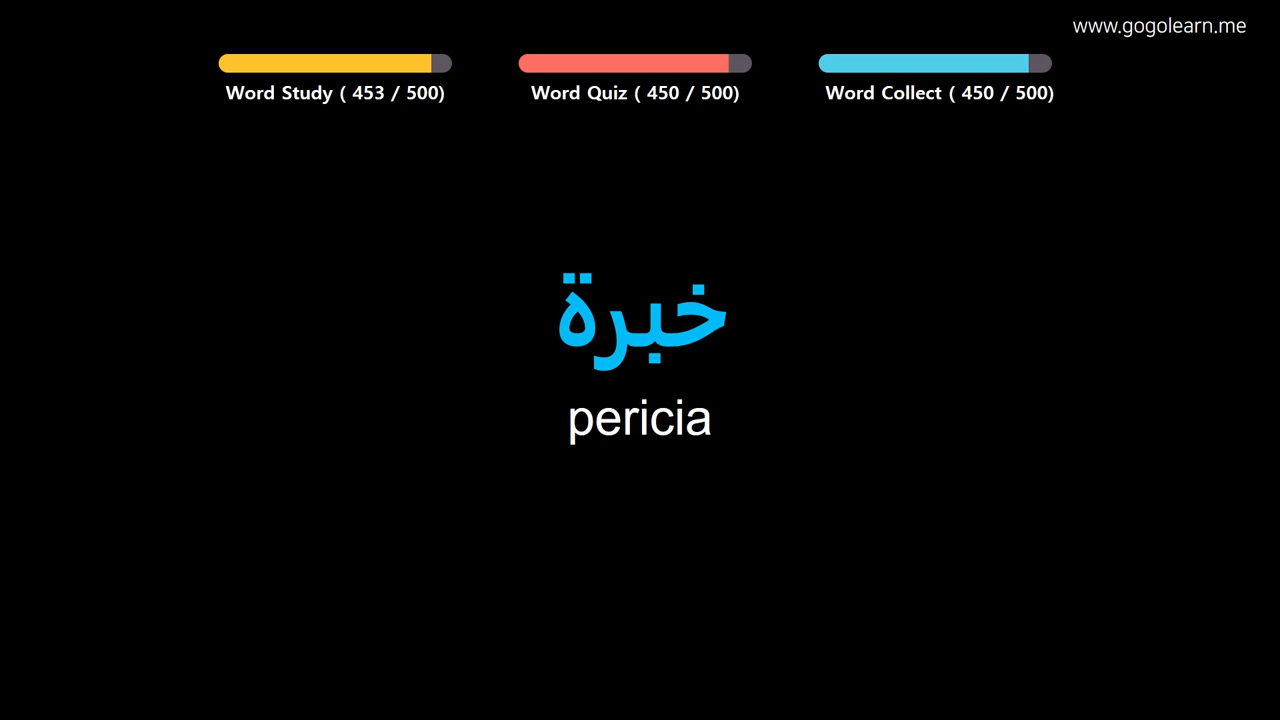 www.gogolearn.me
Word Study ( 453 / 500)
Word Quiz ( 450 / 500)
Word Collect ( 450 / 500)
خبرة
pericia